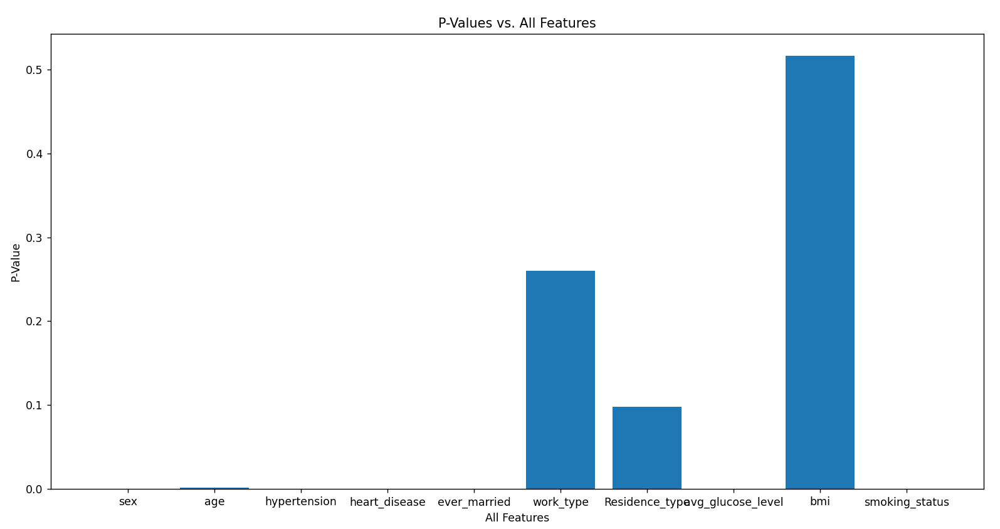 P-Values vs. All Features
P-Value
0.5
0.4
0.3
0.2
0.1
0.0
sex age hypertension heart_disease ever_married work_type Residence_type avg_glucose_level bmi smoking_status
All Features